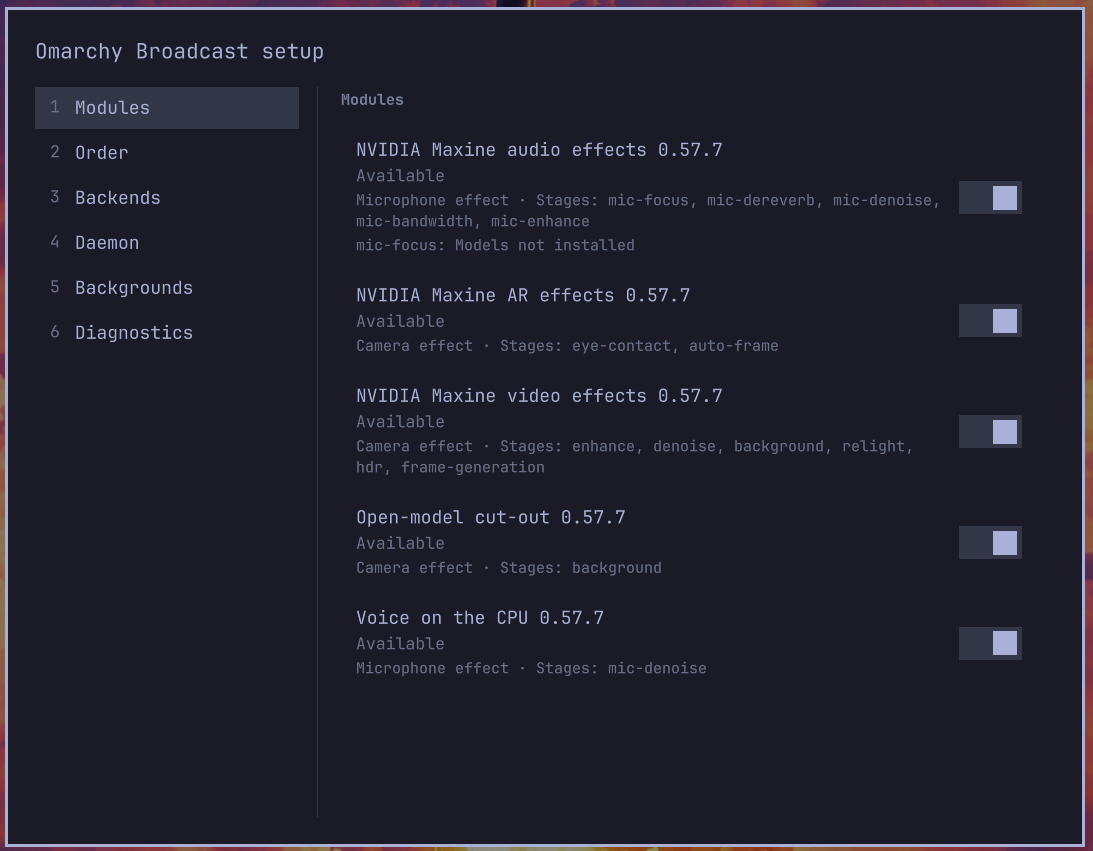 Omarchy Broadcast setup
1 Modules
2 Order
3 Backends
4 Daemon
5 Backgrounds
6 Diagnostics
Modules
NVIDIA Maxine audio effects 0.57.7
Available
Microphone effect · Stages: mic-focus, mic-dereverb, mic-denoise,
mic-bandwidth, mic-enhance
mic-focus: Models not installed
NVIDIA Maxine AR effects 0.57.7
Available
Camera effect · Stages: eye-contact, auto-frame
NVIDIA Maxine video effects 0.57.7
Available
Camera effect · Stages: enhance, denoise, background, relight,
hdr, frame-generation
Open-model cut-out 0.57.7
Available
Camera effect · Stages: background
Voice on the CPU 0.57.7
Available
Microphone effect · Stages: mic-denoise